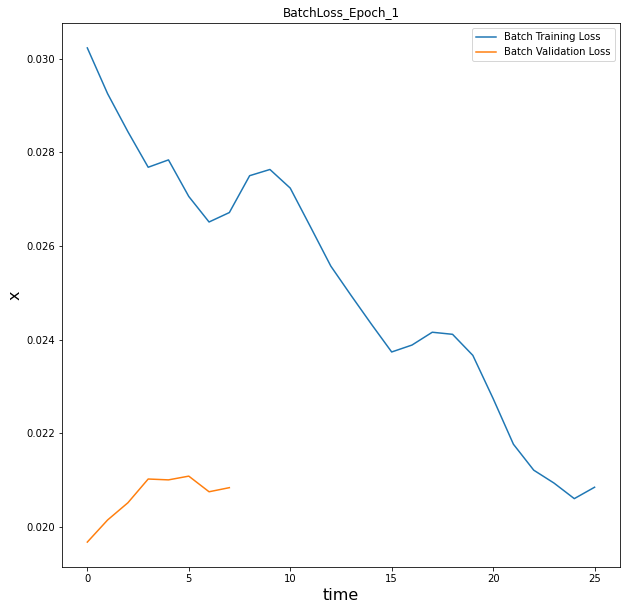 BatchLoss_Epoch_1
Batch Training Loss
Batch Validation Loss
0.030
0.028
0.026
0.024
0.022
0.020
x
0 5 10 15 20 25
time